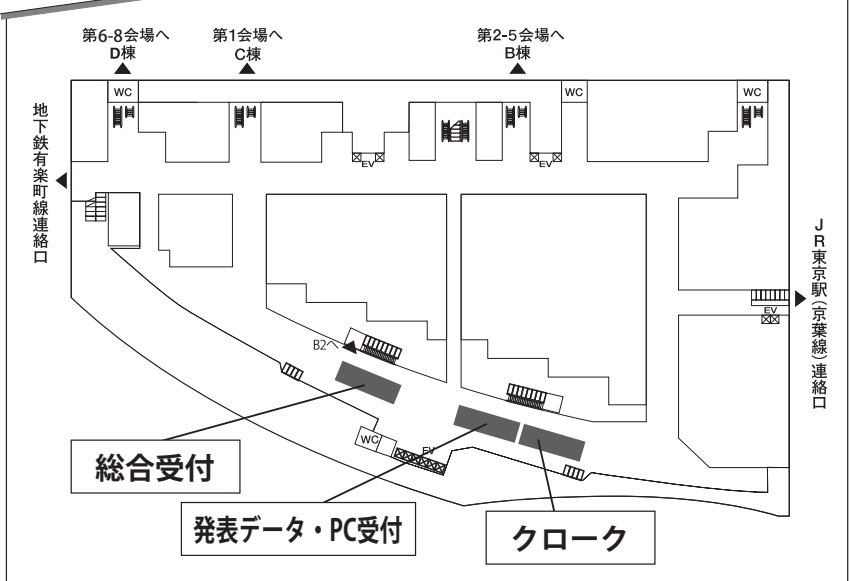 第6-8会場へ
D棟
第1会場へ
C棟
第2-5会場へ
B棟
WC
WC
WC
EV
EV
地下鉄有楽町線連絡口
JR東京駅(京葉線)連絡口
EV
B2へ
WC
EV
総合受付
発表データ・PC受付
クローク